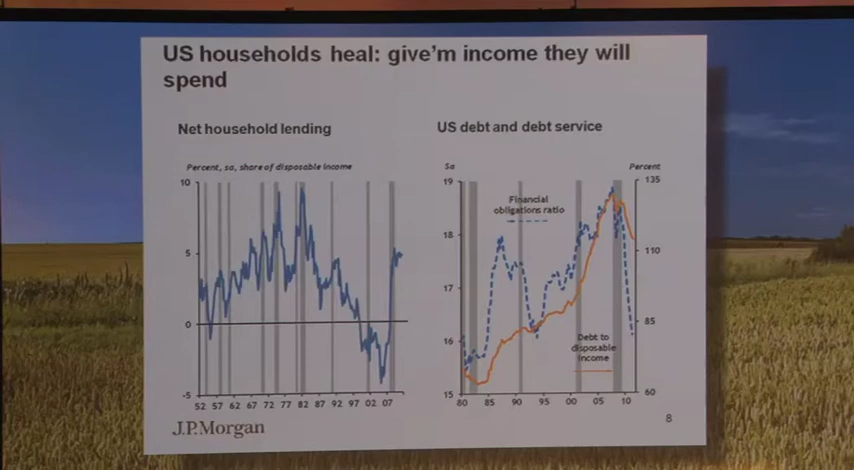 US households heal: give'm income they will
spend
Net household lending
US debt and debt service
Percent, sa, share of disposable income
Sa
Percent
10
5
0
-5
52 57 62 67 72 77 82 87 92 97 02 07
19
18
17
16
15
135
110
85
60
Financial
obligations ratio
Debt to
disposable
income
80 85 90 95 00 05 10
J.P.Morgan
8